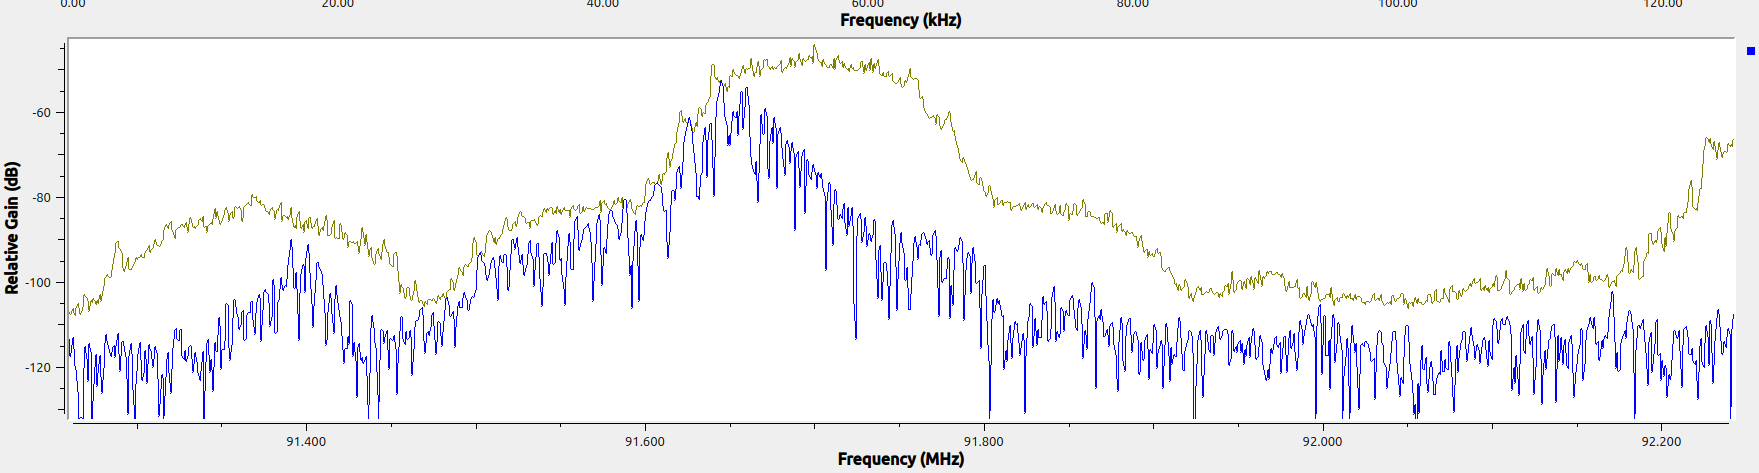 0.00 20.00 40.00 60.00 80.00 100.00 120.00
Frequency (kHz)
Relative Gain (dB)
-60
-80
-100
-120
91.400 91.600 91.800 92.000 92.200
Frequency (MHz)